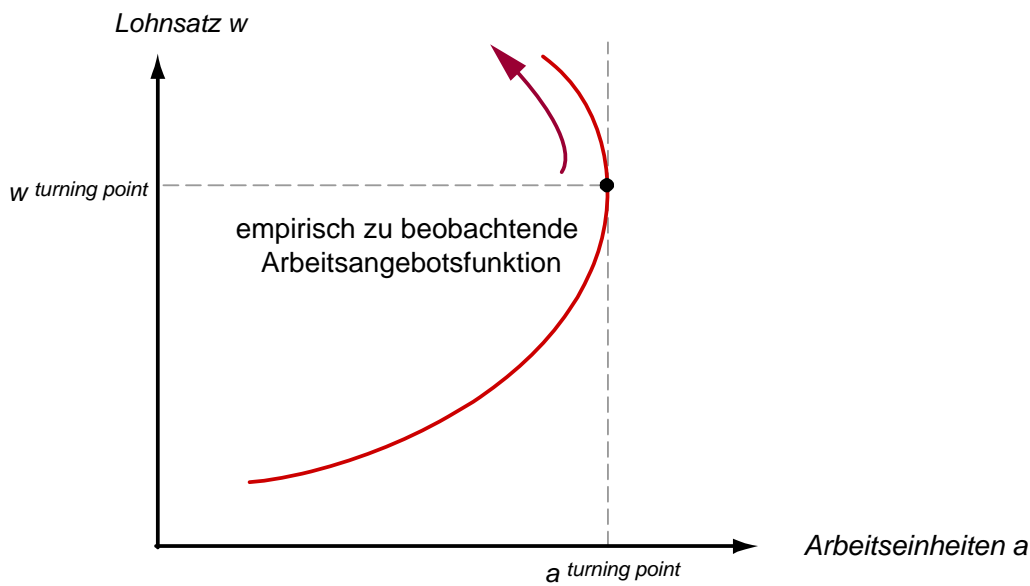 Lohnsatz w
w turning point
empirisch zu beobachtende
Arbeitsangebotsfunktion
Arbeitseinheiten a
a turning point